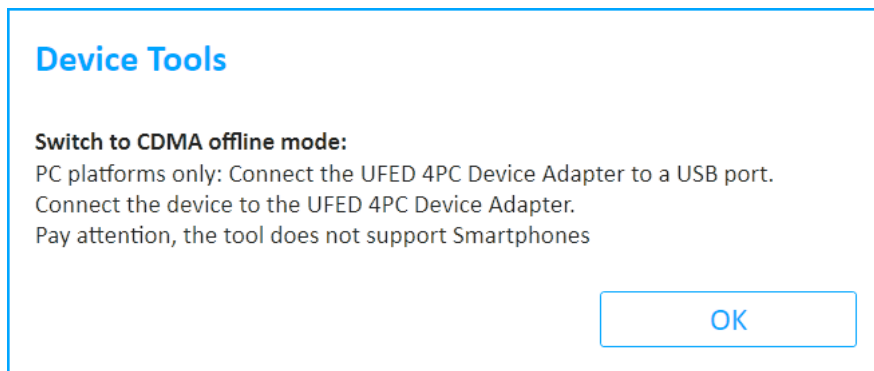 Device Tools
Switch to CDMA offline mode:
PC platforms only: Connect the UFED 4PC Device Adapter to a USB port.
Connect the device to the UFED 4PC Device Adapter.
Pay attention, the tool does not support Smartphones
OK